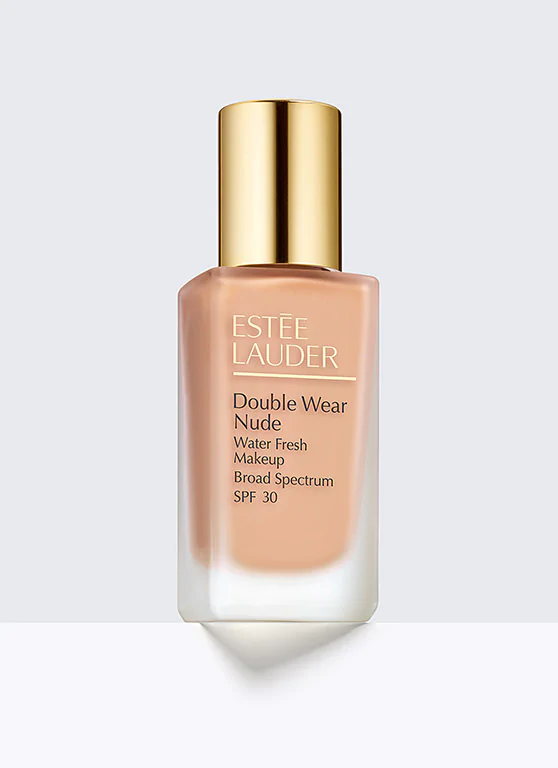 ESTĒE
LAUDER
Double Wear
Nude
Water Fresh
Makeup
Broad Spectrum
SPF 30